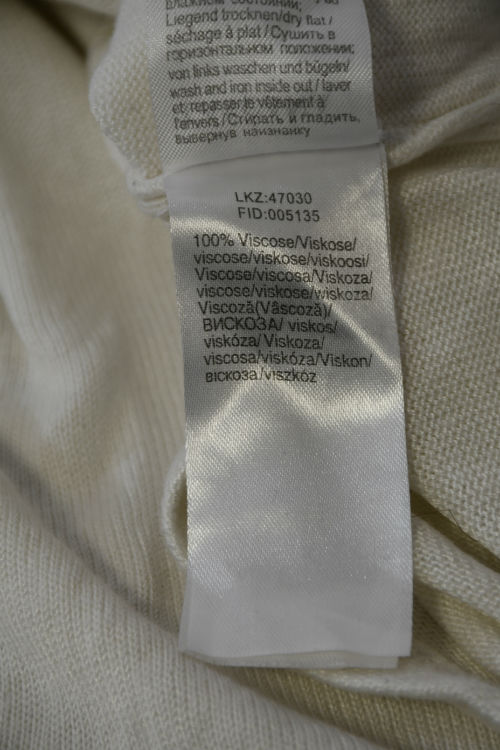 влажном состоянии;
Liegend trocknen/dry flat/
séchage à plat/Сушить в
горизонтальном положении;
von links waschen und bügeln/
wash and iron inside out/laver
et repasser le vêtement à
l'envers/Стирать и гладить,
вывернув наизнанку
LKZ:47030
FID:005135
100% Viscose/Viskose/
viscose/viskose/viskoosi/
Viscose/viscosa/Viskoza/
viscose/viskose/wiskoza/
Viscoză(Vâscoză)/
ВИСКОЗА/ viskos/
viskóza/ Viskoza/
viscosa/viskóza/Viskon/
віскоза/viszkóz